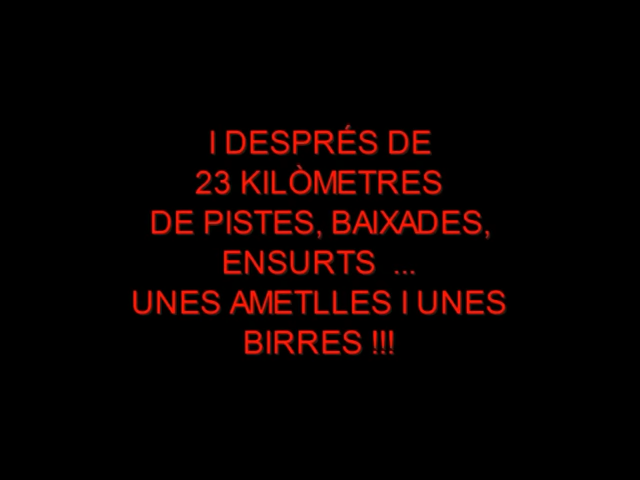 I DESPRÉS DE
23 KILÒMETRES
DE PISTES, BAIXADES,
ENSURTS  ...
UNES AMETLLES I UNES
BIRRES !!!